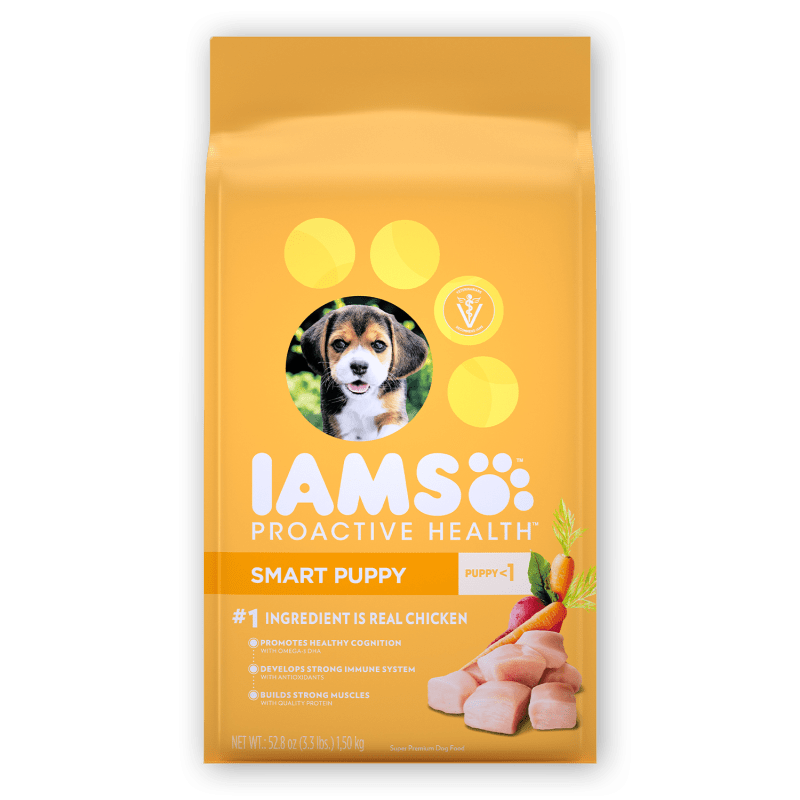 IAMS™
PROACTIVE HEALTH™
SMART PUPPY
PUPPY <1
#1 INGREDIENT IS REAL CHICKEN
PROMOTES HEALTHY COGNITION
WITH OMEGA-3 DHA
DEVELOPS STRONG IMMUNE SYSTEM
WITH ANTIOXIDANTS
BUILDS STRONG MUSCLES
WITH QUALITY PROTEIN
NET WT.: 52.8 oz (3.3 lbs.) 1,50 kg
Super Premium Dog Food